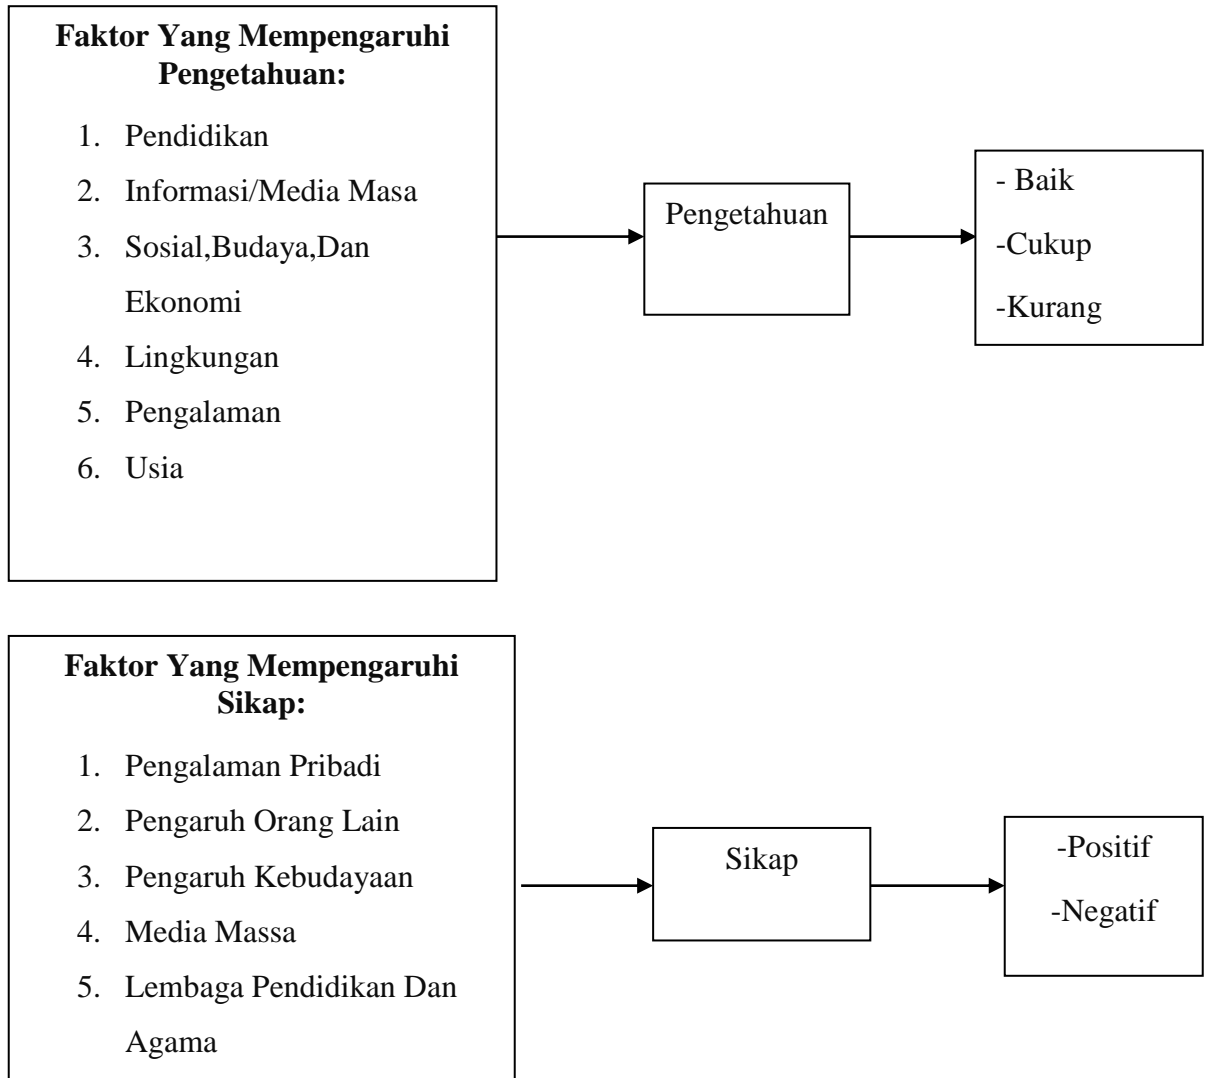 Faktor Yang Mempengaruhi
Pengetahuan:
1. Pendidikan
2. Informasi/Media Masa
3. Sosial,Budaya,Dan
Ekonomi
4. Lingkungan
5. Pengalaman
6. Usia
Pengetahuan
- Baik
-Cukup
-Kurang
Faktor Yang Mempengaruhi
Sikap:
1. Pengalaman Pribadi
2. Pengaruh Orang Lain
3. Pengaruh Kebudayaan
4. Media Massa
5. Lembaga Pendidikan Dan
Agama
Sikap
-Positif
-Negatif